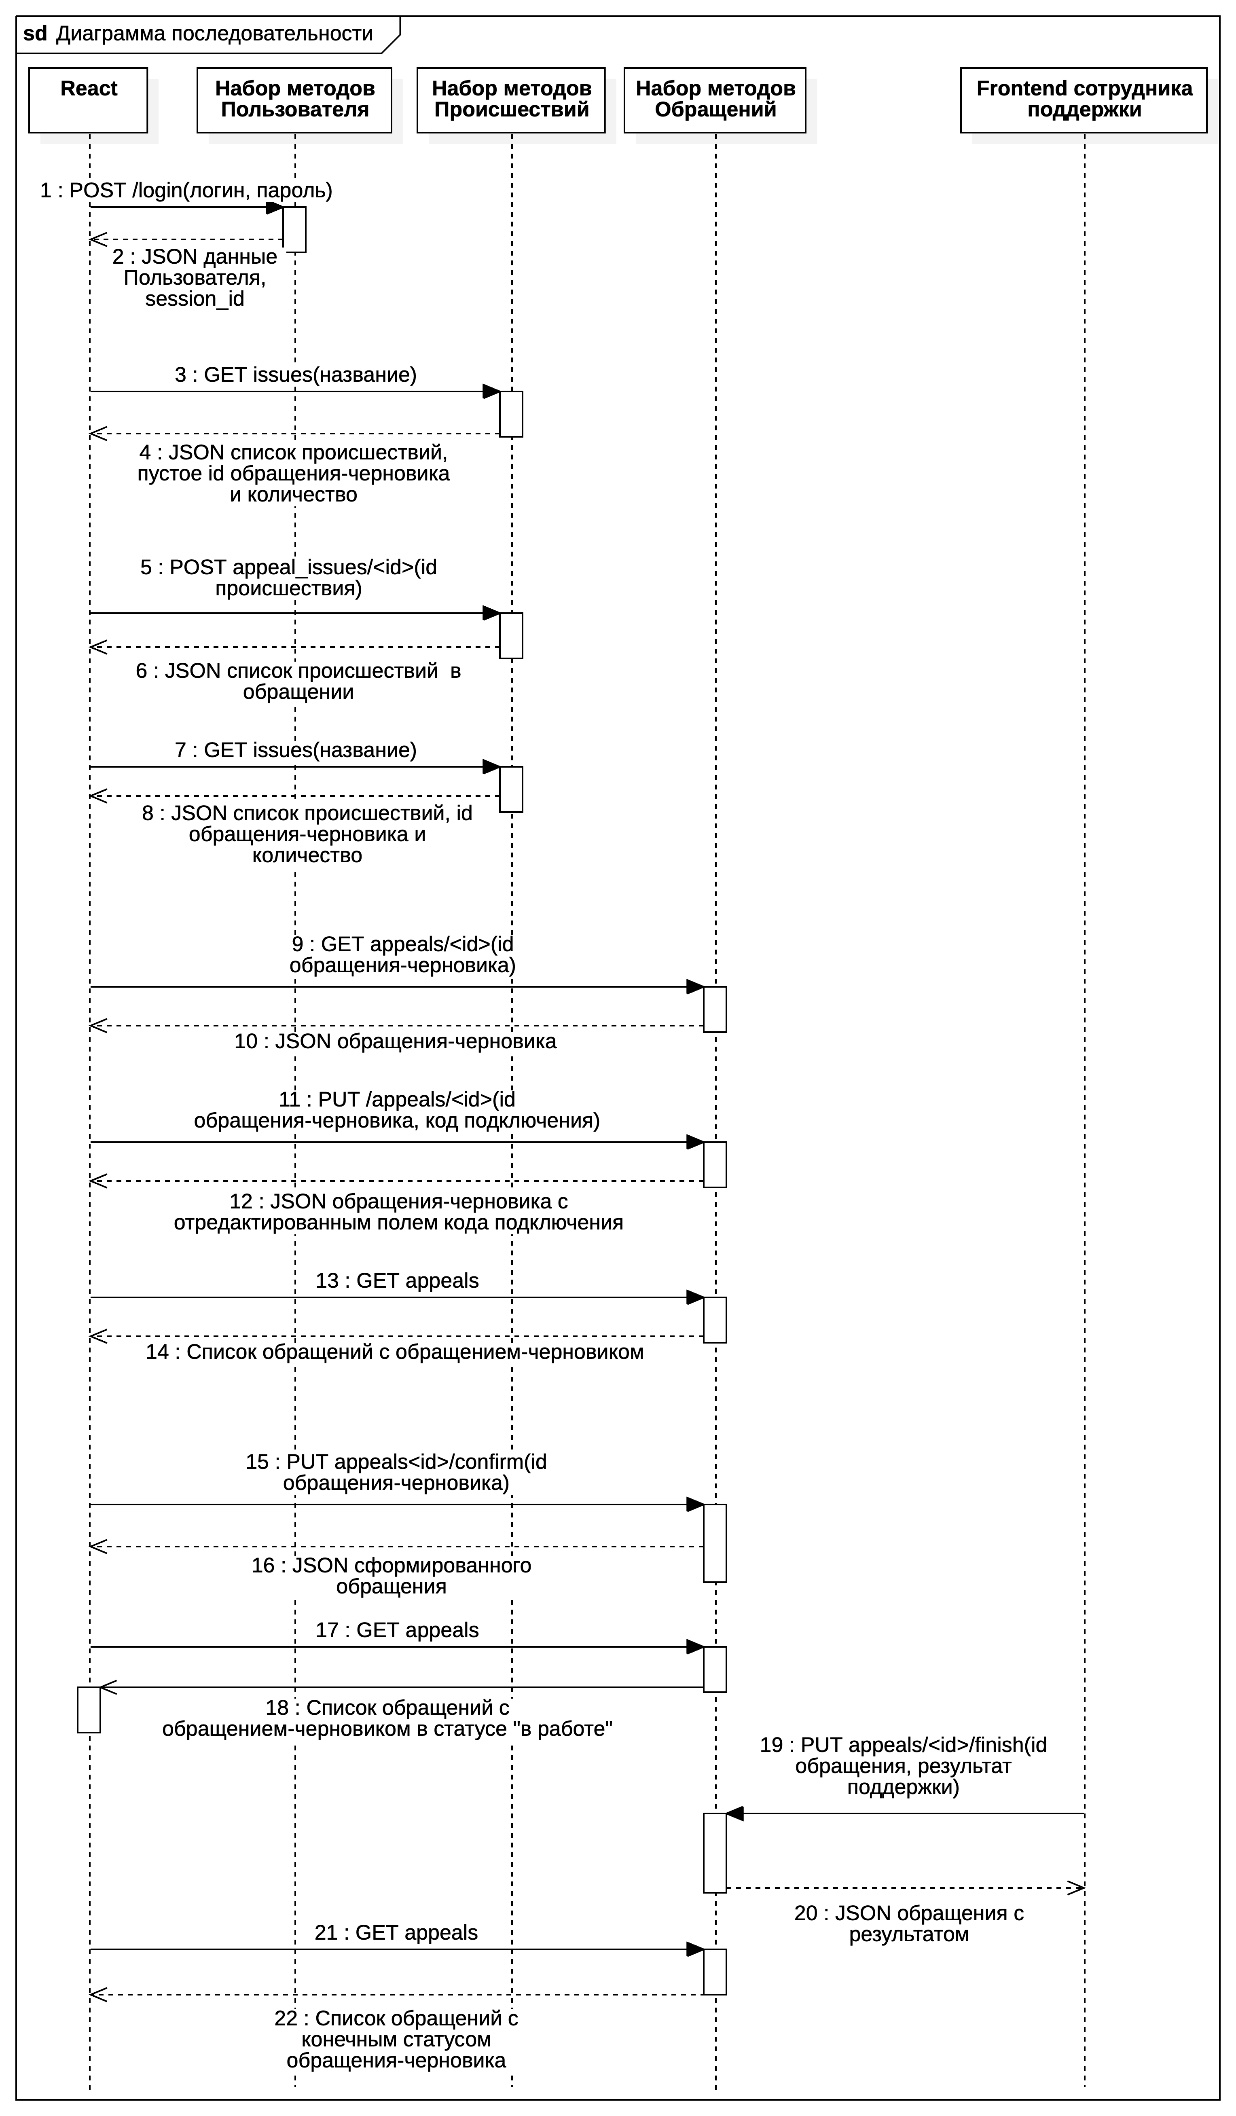 sd Диаграмма последовательности
React
Набор методов
Пользователя
Набор методов
Происшествий
Набор методов
Обращений
Frontend сотрудника
поддержки
1 : POST /login(логин, пароль)
2 : JSON данные
Пользователя,
session_id
3 : GET issues(название)
4 : JSON список происшествий,
пустое id обращения-черновика
и количество
5 : POST appeal_issues/<id>(id
происшествия)
6 : JSON список происшествий  в
обращении
7 : GET issues(название)
8 : JSON список происшествий, id
обращения-черновика и
количество
9 : GET appeals/<id>(id
обращения-черновика)
10 : JSON обращения-черновика
11 : PUT /appeals/<id>(id
обращения-черновика, код подключения)
12 : JSON обращения-черновика с
отредактированным полем кода подключения
13 : GET appeals
14 : Список обращений с обращением-черновиком
15 : PUT appeals<id>/confirm(id
обращения-черновика)
16 : JSON сформированного
обращения
17 : GET appeals
18 : Список обращений с
обращением-черновиком в статусе "в работе"
19 : PUT appeals/<id>/finish(id
обращения, результат
поддержки)
20 : JSON обращения с
результатом
21 : GET appeals
22 : Список обращений с
конечным статусом
обращения-черновика